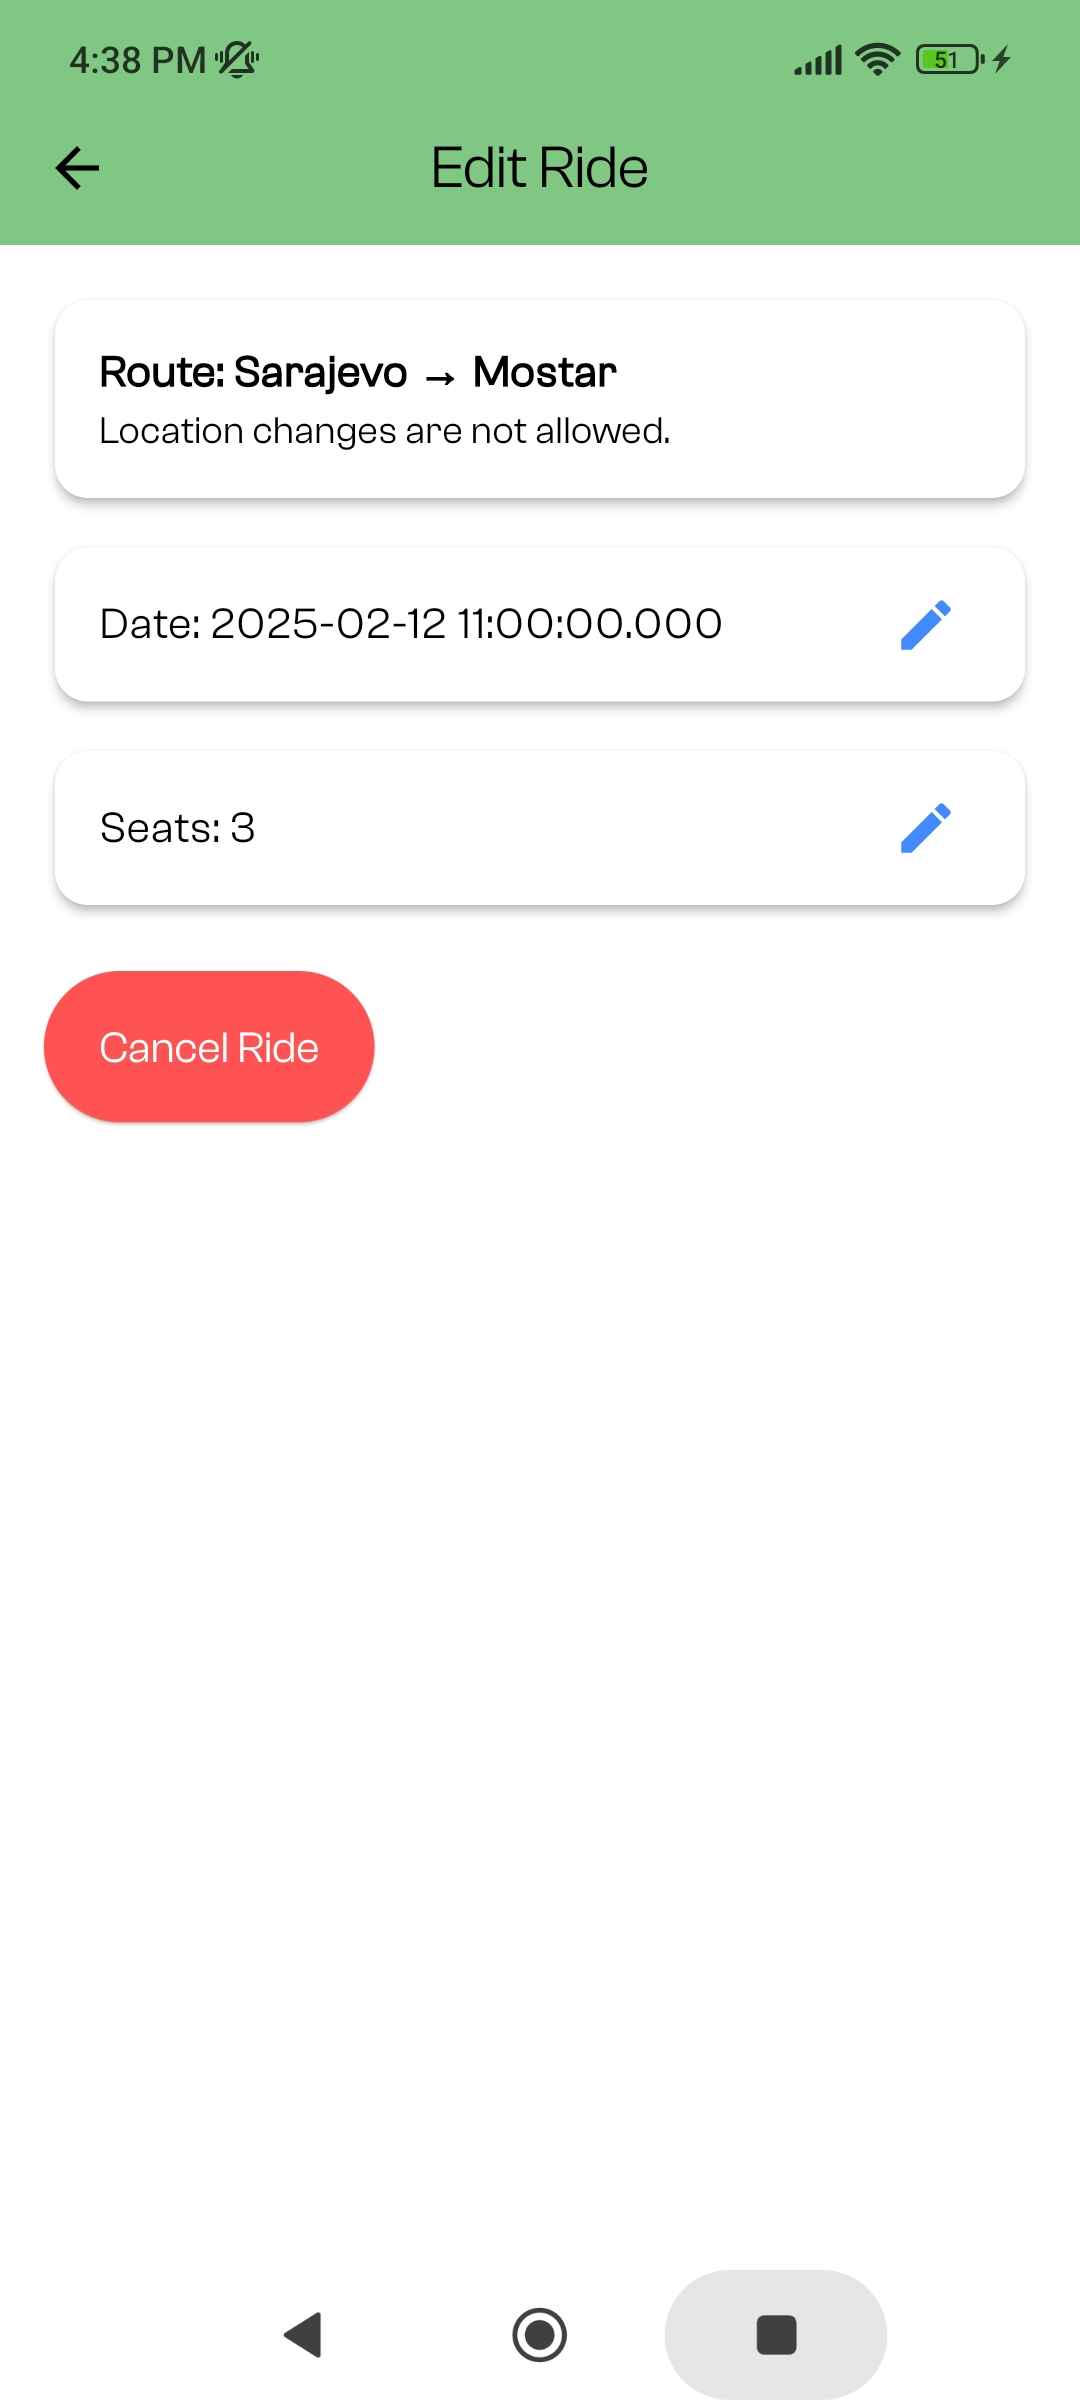 4:38 PM
51
Edit Ride
Route: Sarajevo → Mostar
Location changes are not allowed.
Date: 2025-02-12 11:00:00.000
Seats: 3
Cancel Ride